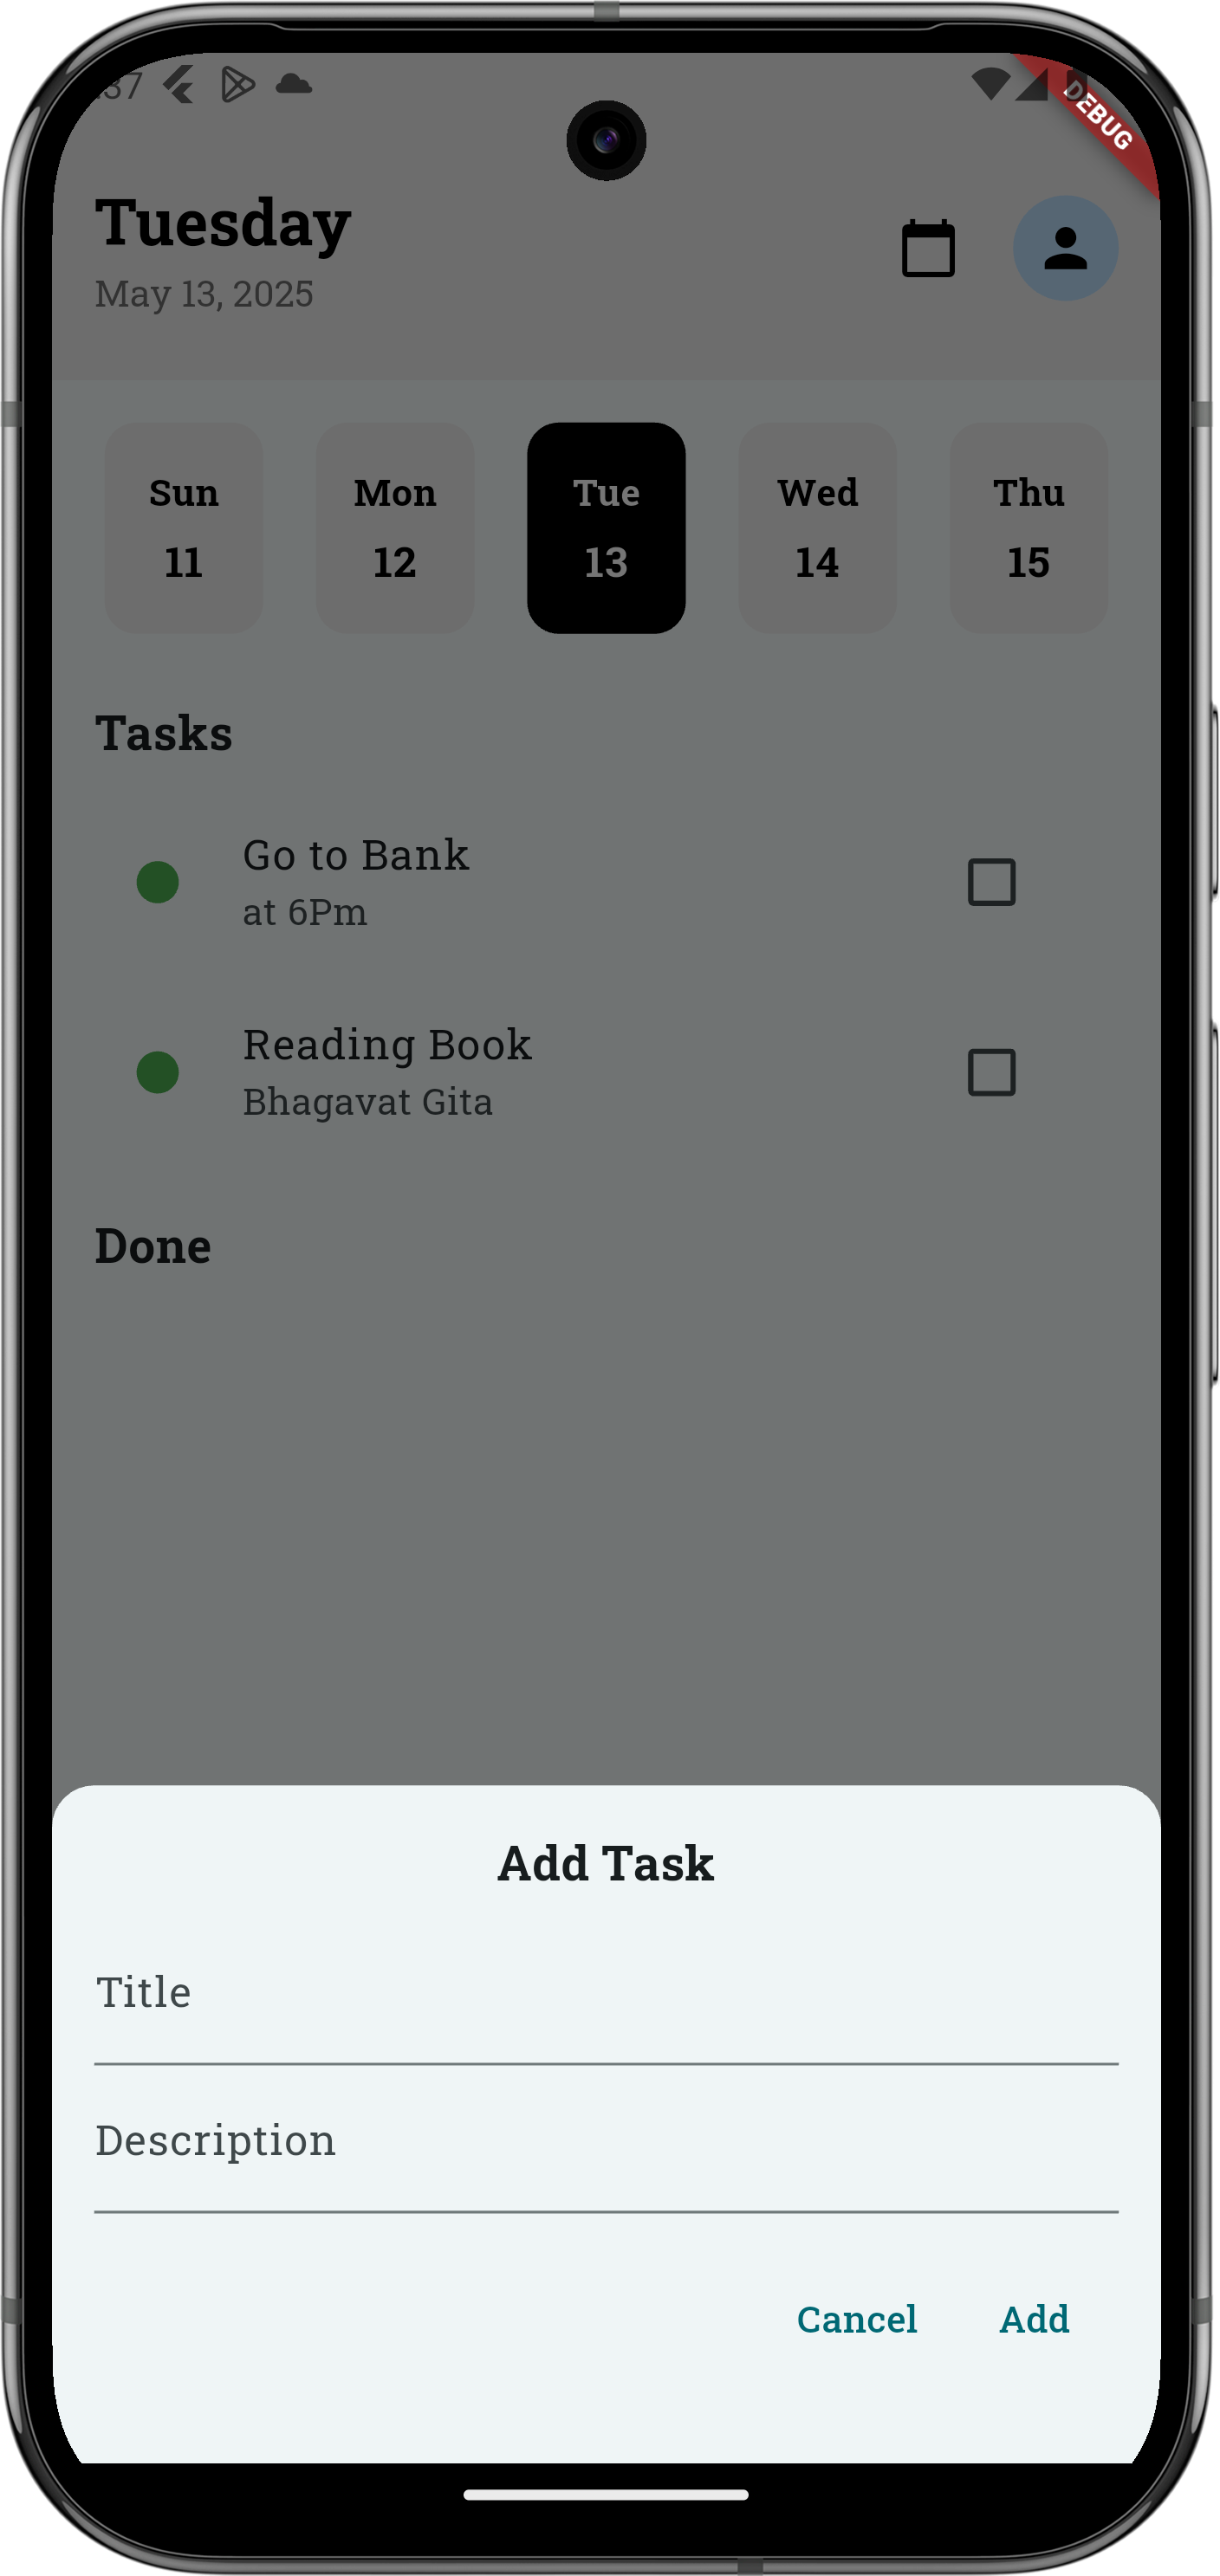 DEBUG
Tuesday
May 13, 2025
Sun Mon Tue Wed Thu
11 12 13 14 15
Tasks
Go to Bank
at 6Pm
Reading Book
Bhagavat Gita
Done
Add Task
Title
Description
Cancel Add